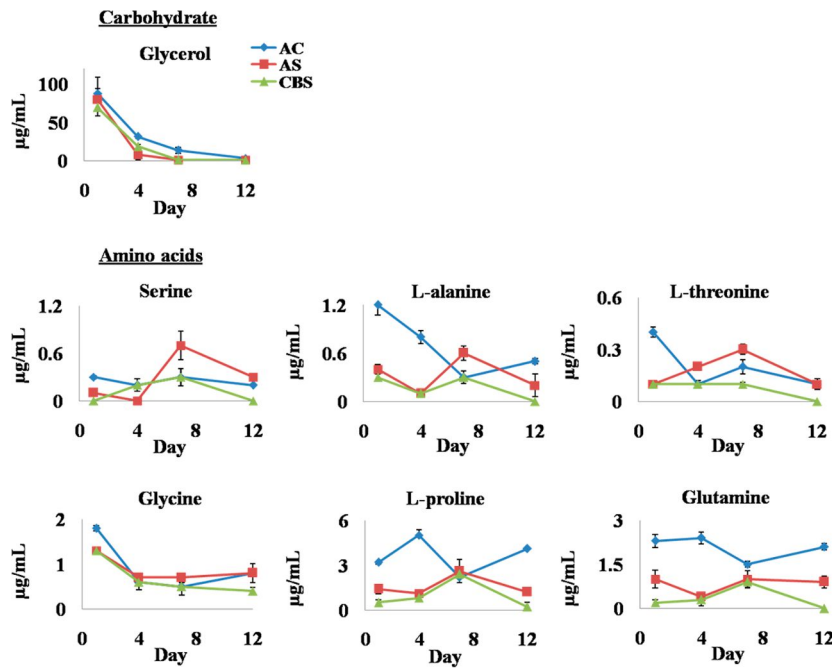 Carbohydrate
Glycerol
AC
AS
CBS
µg/mL
100
50
0
0 4 8 12
Day
Amino acids
Serine
µg/mL
1.2
0.6
0
0 4 8 12
Day
L-alanine
µg/mL
1.2
0.6
0
0 4 8 12
Day
L-threonine
µg/mL
0.6
0.3
0
0 4 8 12
Day
Glycine
µg/mL
2
1
0
0 4 8 12
Day
L-proline
µg/mL
6
3
0
0 4 8 12
Day
Glutamine
µg/mL
3
1.5
0
0 4 8 12
Day